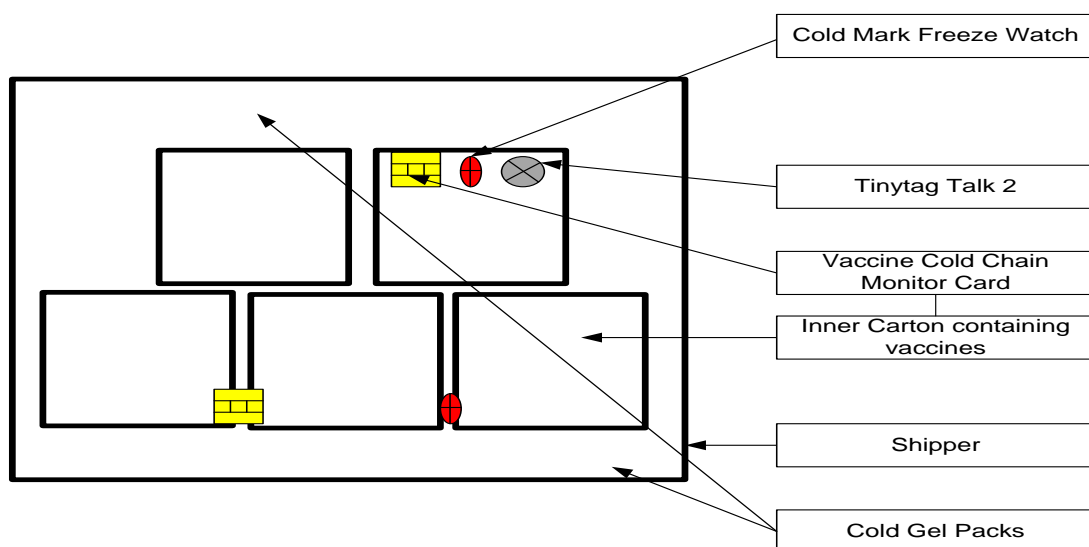 Cold Mark Freeze Watch
Tinytag Talk 2
Vaccine Cold Chain
Monitor Card
Inner Carton containing
vaccines
Shipper
Cold Gel Packs